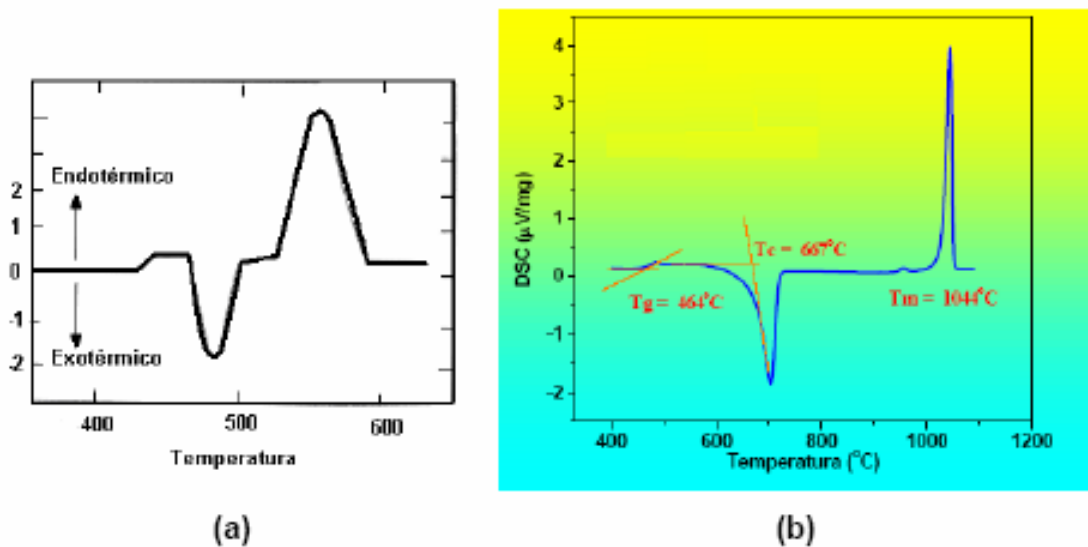 Endotérmico
2
1
0
-1
-2
Exotérmico
400
500
600
Temperatura
(a)
DSC (µV/mg)
4
3
2
1
0
−1
−2
Tc = 667°C
Tg = 464°C
Tm = 1044°C
400
600
800
1000
1200
Temperatura (°C)
(b)